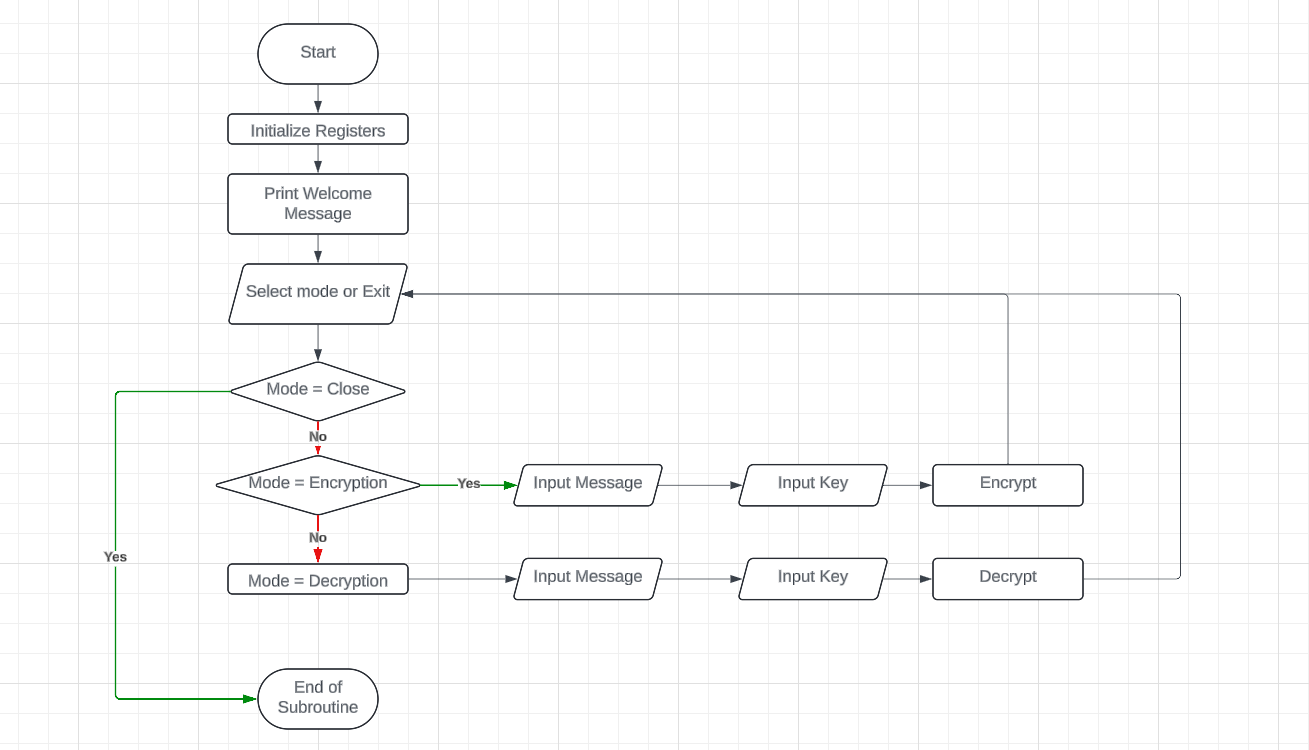 Start
Initialize Registers
Print Welcome
Message
Select mode or Exit
Mode = Close
No
Mode = Encryption
Yes
Input Message
Input Key
Encrypt
No
Yes
Mode = Decryption
Input Message
Input Key
Decrypt
End of
Subroutine